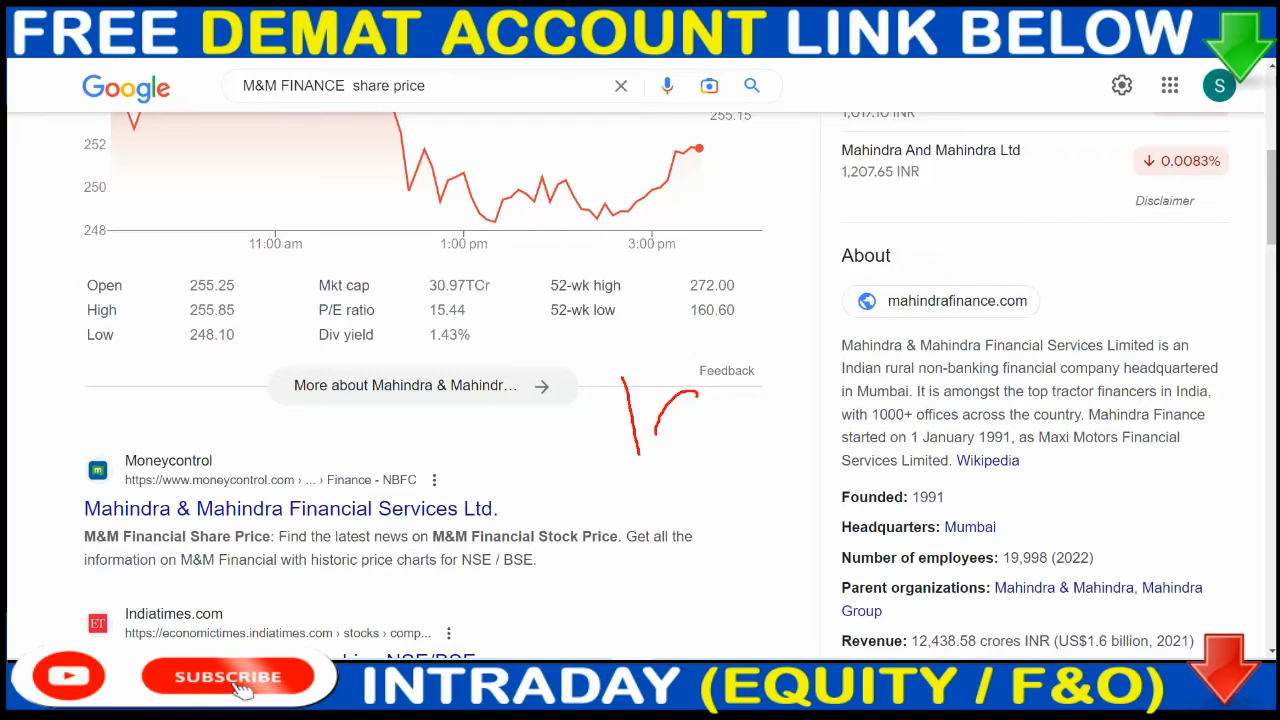 FREE DEMAT ACCOUNT LINK BELOW
Google
M&M FINANCE share price
S
255.15
252
250
248
11:00 am 1:00 pm 3:00 pm
Open 255.25 Mkt cap 30.97TCr 52-wk high 272.00
High 255.85 P/E ratio 15.44 52-wk low 160.60
Low 248.10 Div yield 1.43%
Feedback
More about Mahindra & Mahindr...
Moneycontrol
https://www.moneycontrol.com › ... › Finance - NBFC
Mahindra & Mahindra Financial Services Ltd.
M&M Financial Share Price: Find the latest news on M&M Financial Stock Price. Get all the
information on M&M Financial with historic price charts for NSE / BSE.
ET
Indiatimes.com
https://economictimes.indiatimes.com › stocks › comp...
Mahindra And Mahindra Ltd
1,207.65 INR
0.0083%
Disclaimer
About
mahindrafinance.com
Mahindra & Mahindra Financial Services Limited is an
Indian rural non-banking financial company headquartered
in Mumbai. It is amongst the top tractor financers in India,
with 1000+ offices across the country. Mahindra Finance
started on 1 January 1991, as Maxi Motors Financial
Services Limited. Wikipedia
Founded: 1991
Headquarters: Mumbai
Number of employees: 19,998 (2022)
Parent organizations: Mahindra & Mahindra, Mahindra
Group
Revenue: 12,438.58 crores INR (US$1.6 billion, 2021)
SUBSCRIBE
INTRADAY (EQUITY / F&O)